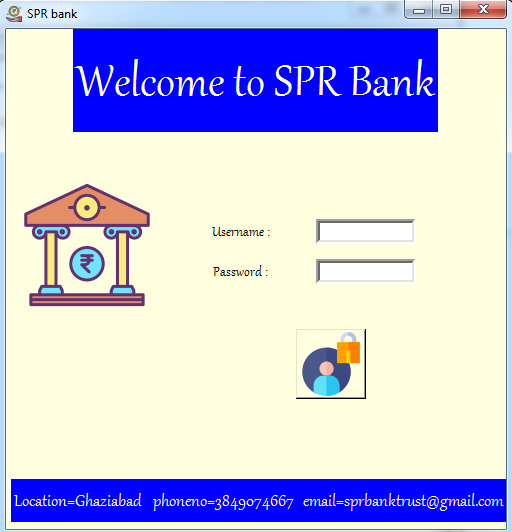 SPR bank
Welcome to SPR Bank
Username :
Password :
₹
Location=Ghaziabad phoneno=3849074667 email=sprbanktrust@gmail.com